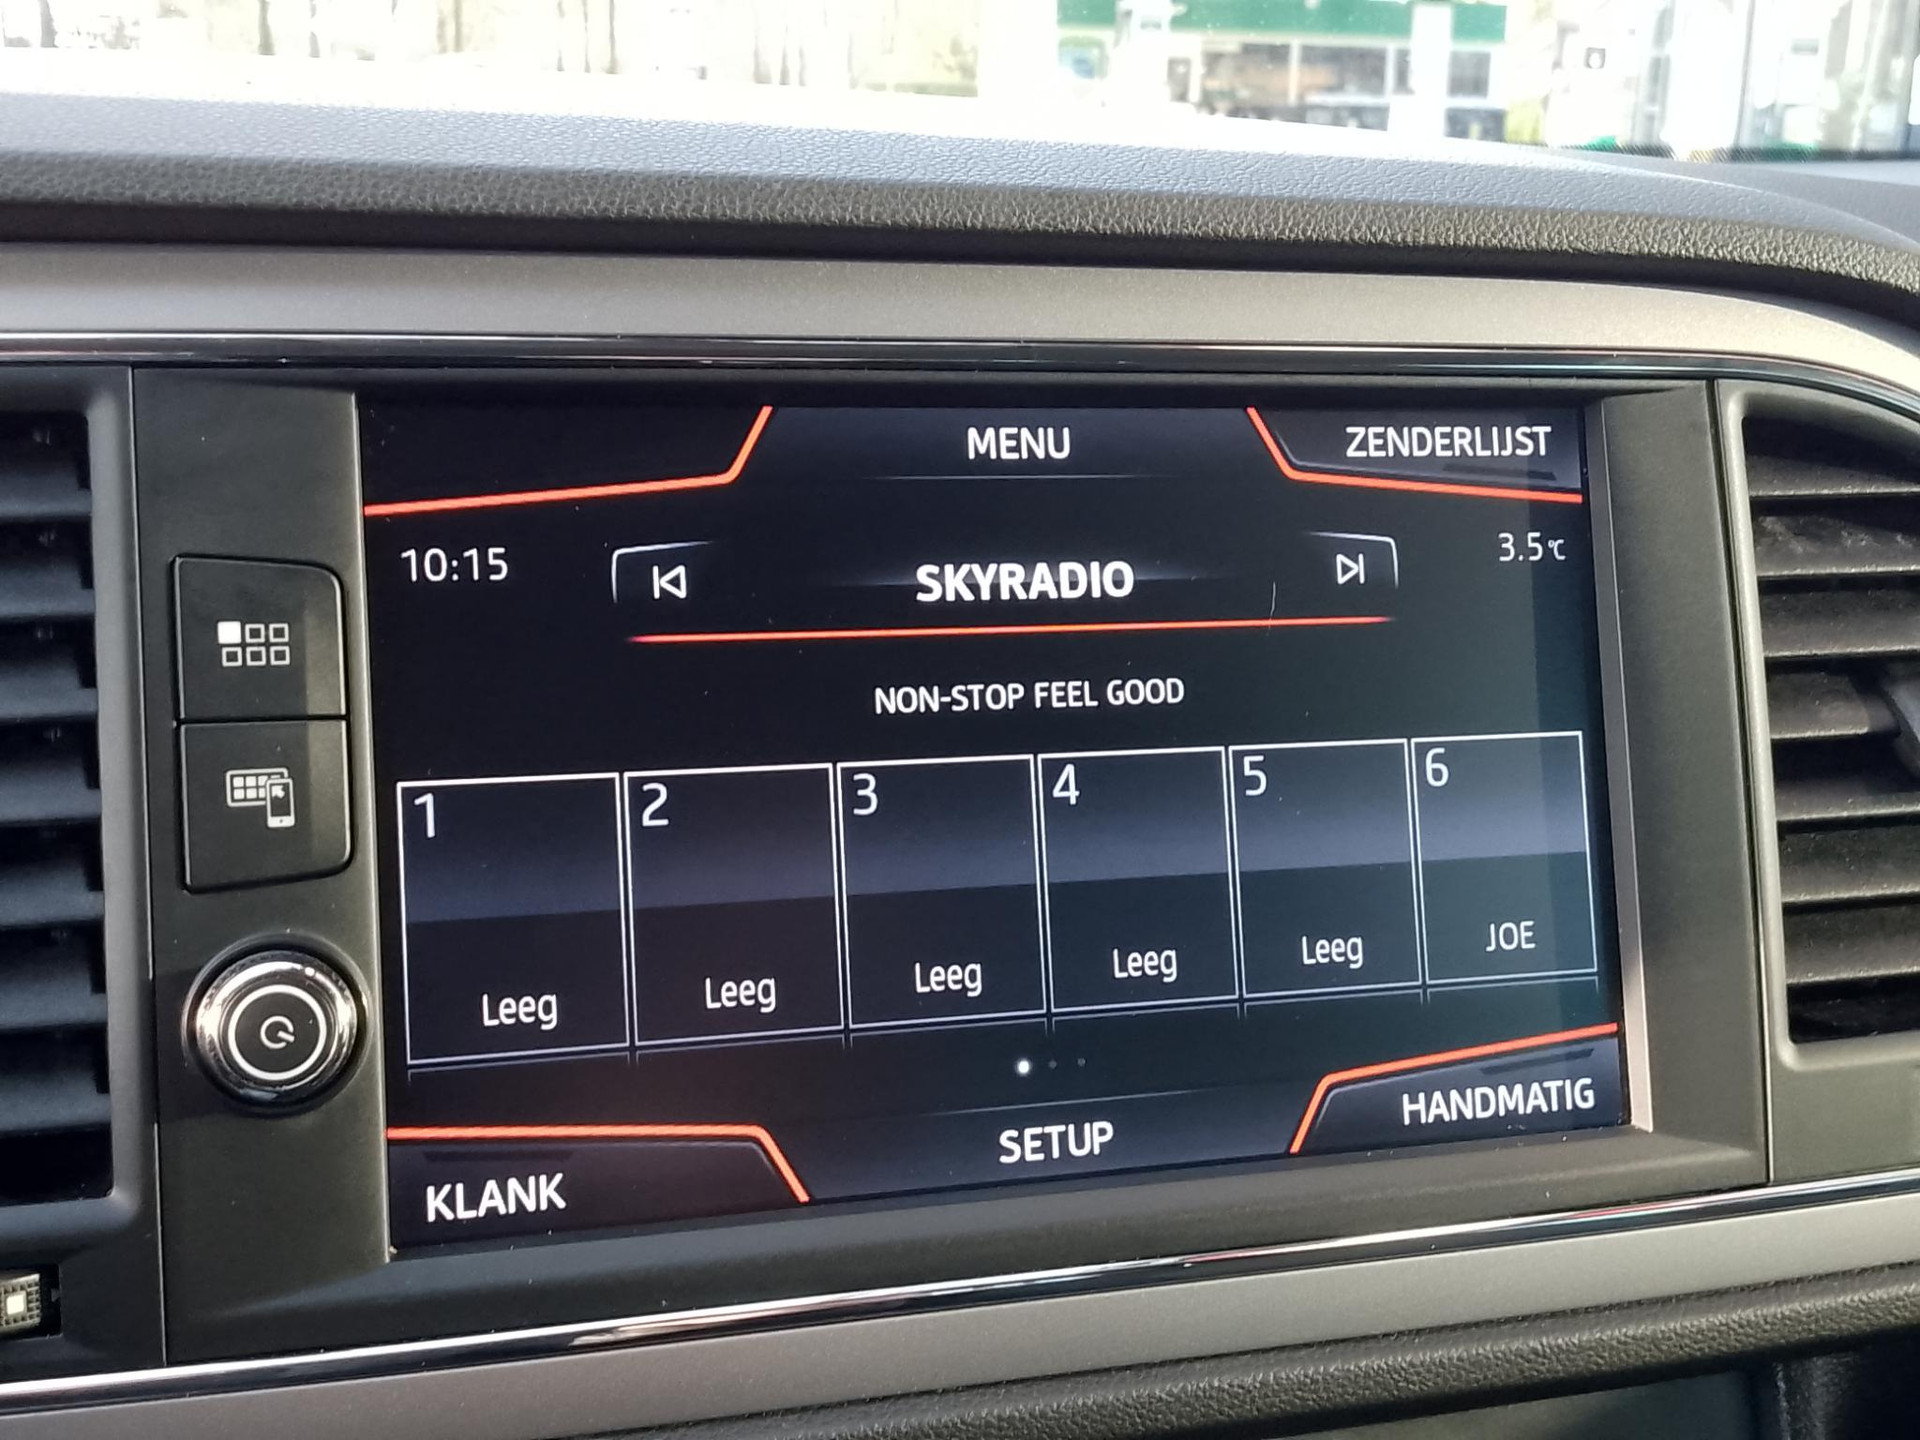 MENU
ZENDERLIJST
10:15
SKYRADIO
3.5°C
NON-STOP FEEL GOOD
1
2
3
4
5
6
Leeg
Leeg
Leeg
Leeg
Leeg
JOE
KLANK
SETUP
HANDMATIG